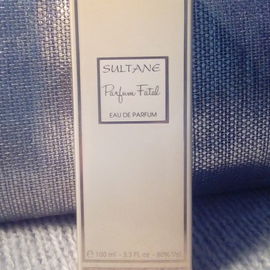 SULTANE
Parfum Fatal
EAU DE PARFUM
e 100 ml - 3.3 Fl. oz - 80% Vol